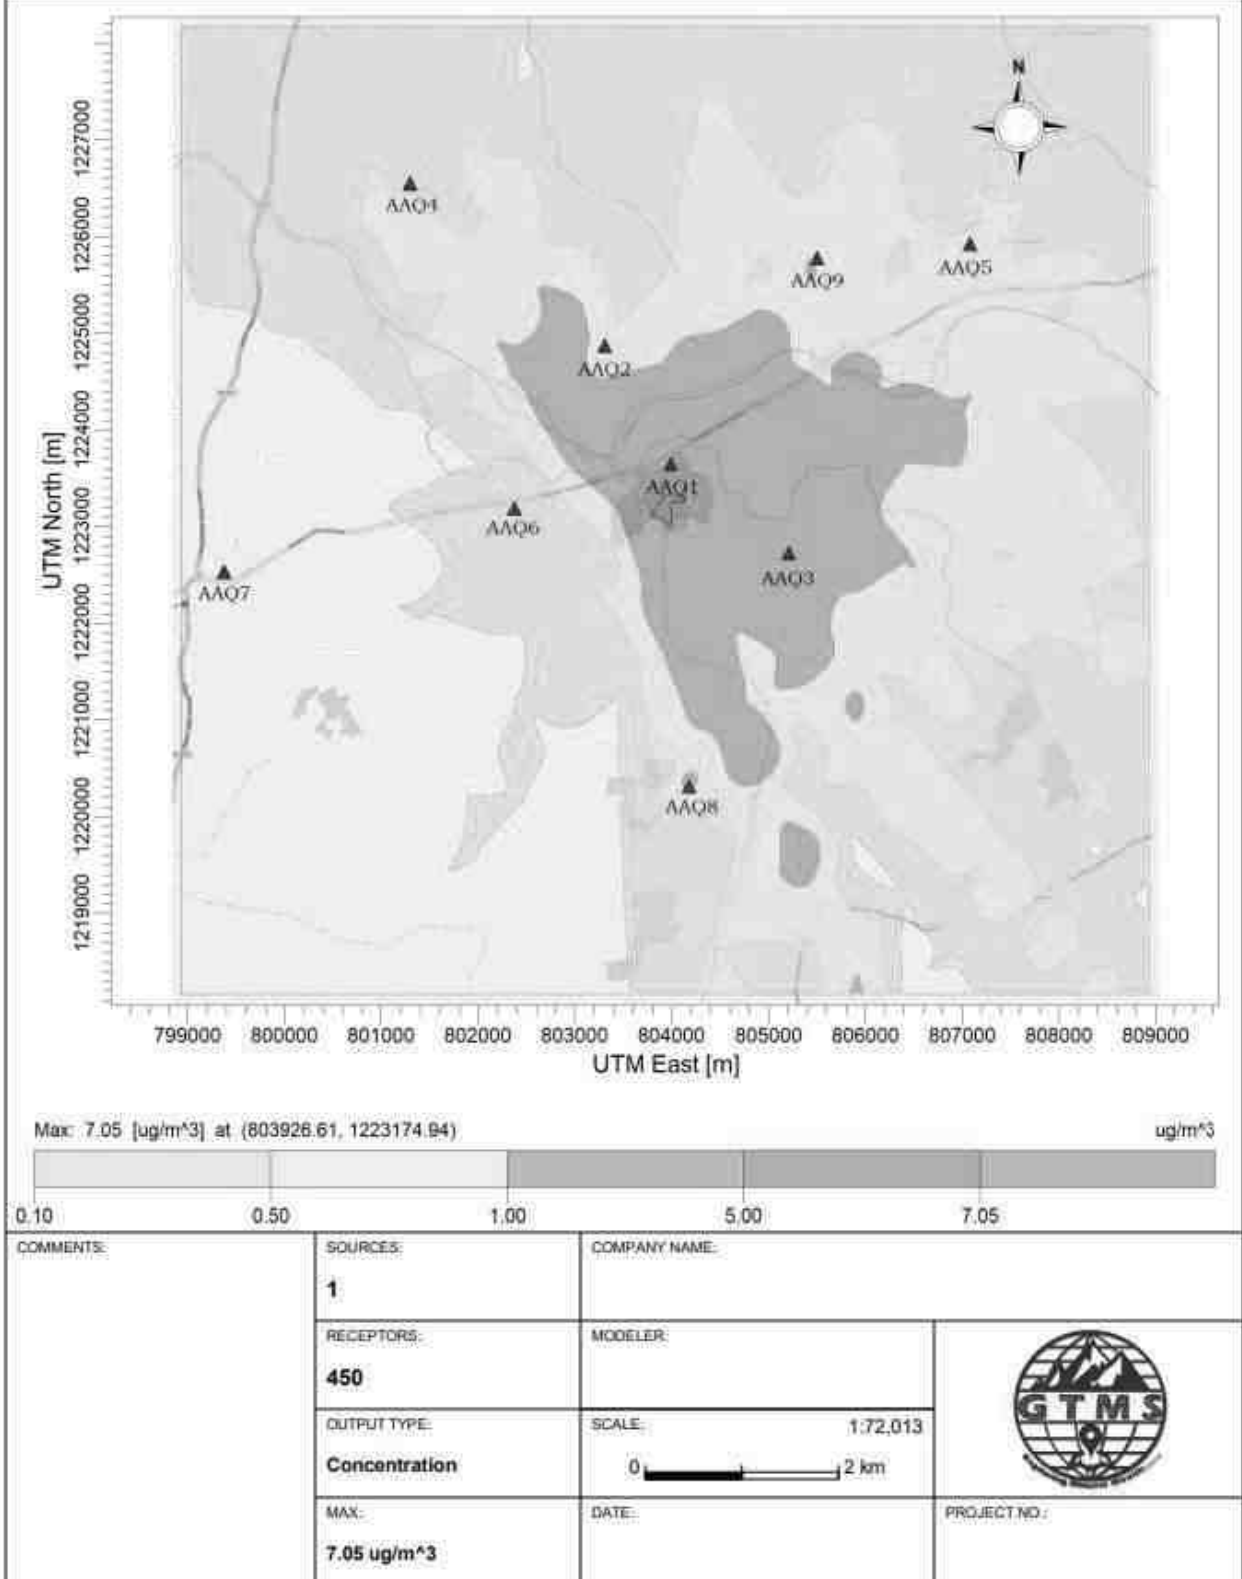 N
AAQ4
AAQ5
AAQ9
AAQ2
AAQ1
AAQ6
AAQ3
AAQ7
AAQ8
UTM North [m]
1227000
1226000
1225000
1224000
1223000
1222000
1221000
1220000
1219000
799000 800000 801000 802000 803000 804000 805000 806000 807000 808000 809000
UTM East [m]
Max: 7.05 [ug/m^3] at (803926.61, 1223174.94)
ug/m^3
0.10 0.50 1.00 5.00 7.05
COMMENTS:
SOURCES:
1
COMPANY NAME:
RECEPTORS:
450
MODELER:
OUTPUT TYPE:
Concentration
SCALE: 1:72,013
0 2 km
MAX:
7.05 ug/m^3
DATE:
PROJECT NO.:
GTMS